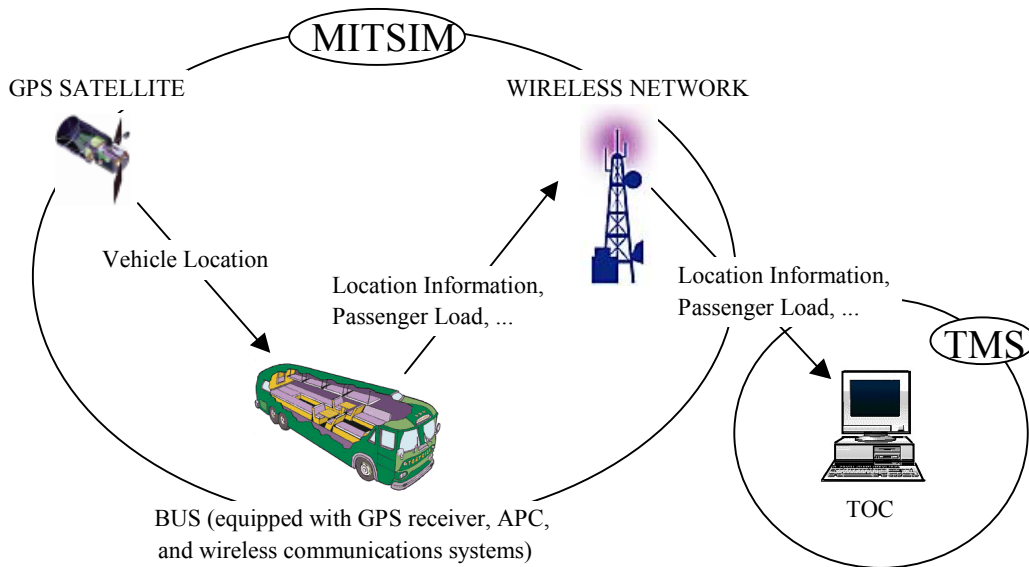 MITSIM
GPS SATELLITE
WIRELESS NETWORK
Vehicle Location
Location Information,
Passenger Load, ...
Location Information,
Passenger Load, ...
TMS
TOC
BUS (equipped with GPS receiver, APC,
and wireless communications systems)